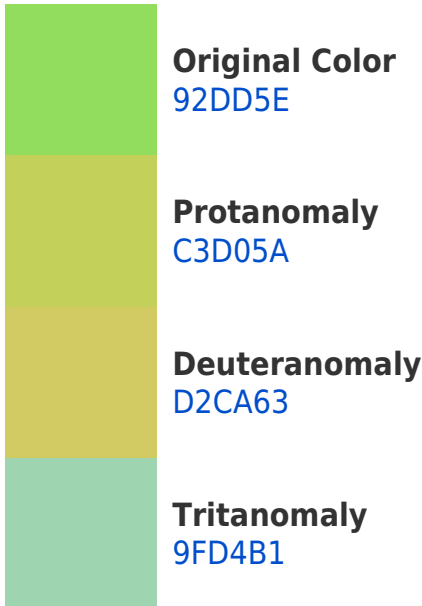 Original Color
92DD5E
Protanomaly
C3D05A
Deuteranomaly
D2CA63
Tritanomaly
9FD4B1